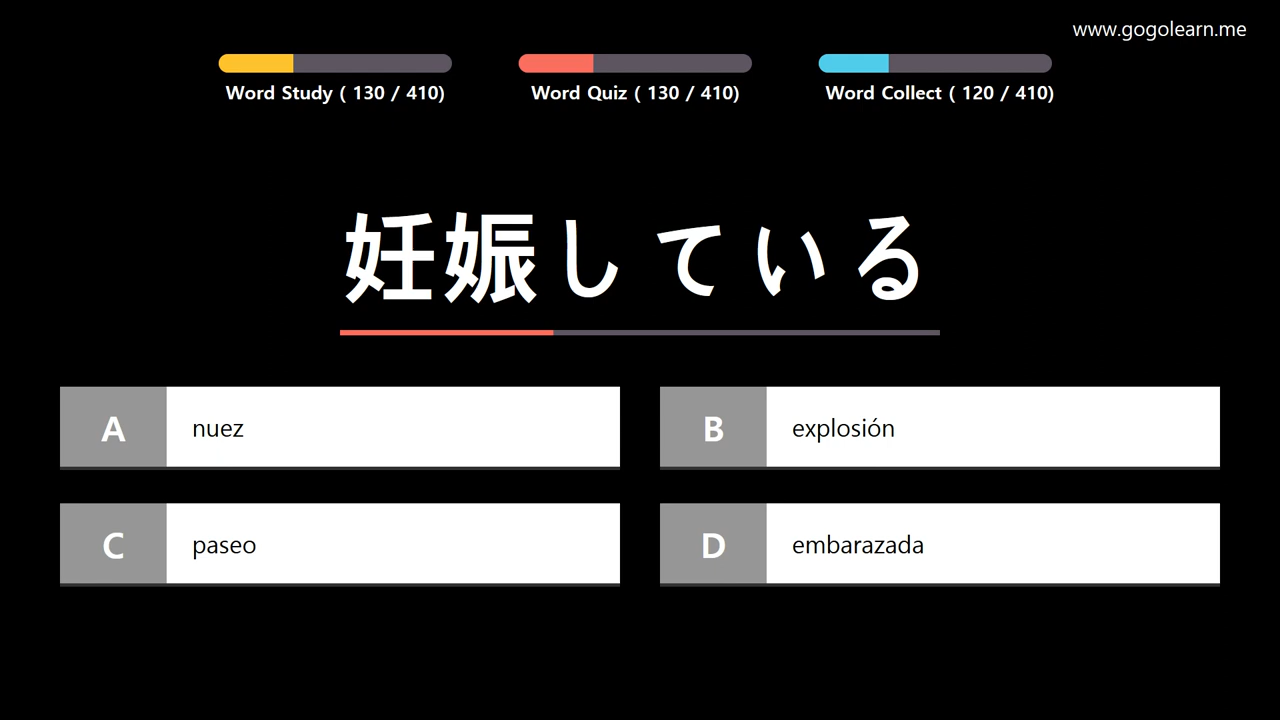 www.gogolearn.me
Word Study ( 130 / 410)
Word Quiz ( 130 / 410)
Word Collect ( 120 / 410)
妊娠している
A nuez
B explosión
C paseo
D embarazada